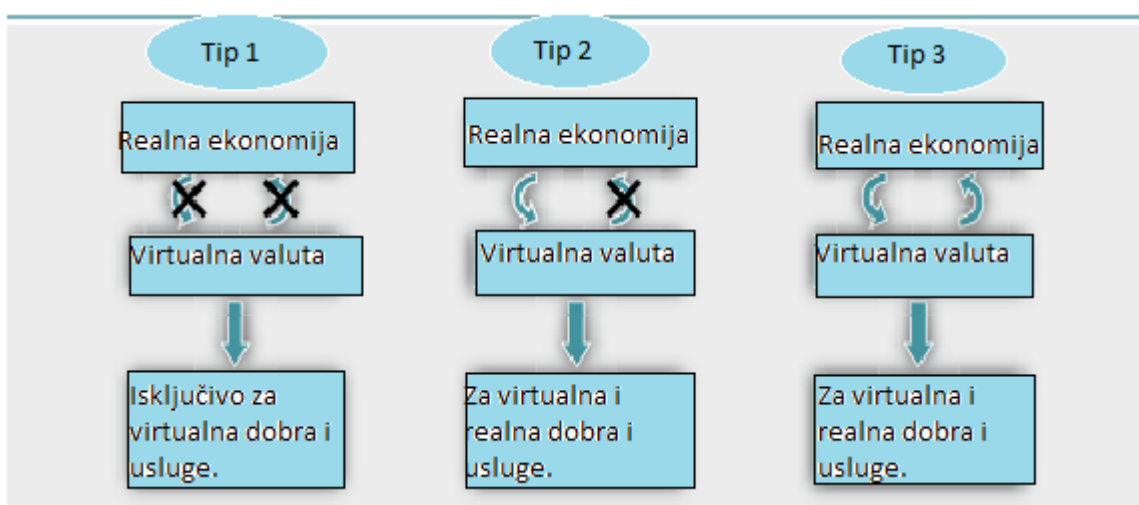 Tip 1
Realna ekonomija
Virtualna valuta
Isključivo za
virtualna dobra i
usluge.
Tip 2
Realna ekonomija
Virtualna valuta
Za virtualna i
realna dobra i
usluge.
Tip 3
Realna ekonomija
Virtualna valuta
Za virtualna i
realna dobra i
usluge.